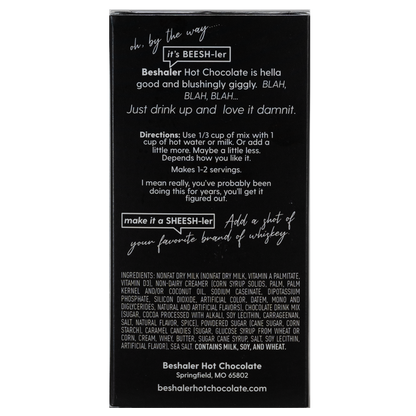 oh, by the way....
it's BEESH-ler
Beshaler Hot Chocolate is hella
good and blushingly giggly. BLAH,
BLAH, BLAH...
Just drink up and love it damnit.
Directions: Use 1/3 cup of mix with 1
cup of hot water or milk. Or add a
little more. Maybe a little less.
Depends how you like it.
Makes 1-2 servings.
I mean really, you've probably been
doing this for years, you'll get it
figured out.
make it a SHEESH-ler Add a shot of
your favorite brand of whiskey
INGREDIENTS: NONFAT DRY MILK (NONFAT DRY MILK, VITAMIN A PALMITATE,
VITAMIN D3), NON-DAIRY CREAMER (CORN SYRUP SOLIDS, PALM, PALM
KERNEL AND/OR COCONUT OIL, SODIUM CASEINATE, DIPOTASSIUM
PHOSPHATE, SILICON DIOXIDE, ARTIFICIAL COLOR, DATEM, MONO AND
DIGLYCERIDES, NATURAL AND ARTIFICIAL FLAVORS), CHOCOLATE DRINK MIX
(SUGAR, COCOA PROCESSED WITH ALKALI, SOY LECITHIN, CARRAGEENAN,
SALT, NATURAL FLAVOR, SPICE), POWDERED SUGAR (CANE SUGAR, CORN
STARCH), CARAMEL CANDIES (SUGAR, GLUCOSE SYRUP FROM WHEAT OR
CORN, CREAM, WHEY, BUTTER, SUGAR CANE SYRUP, SALT, SOY LECITHIN,
ARTIFICIAL FLAVOR), SEA SALT. CONTAINS MILK, SOY, AND WHEAT.
Beshaler Hot Chocolate
Springfield, MO 65802
beshalerhotchocolate.com